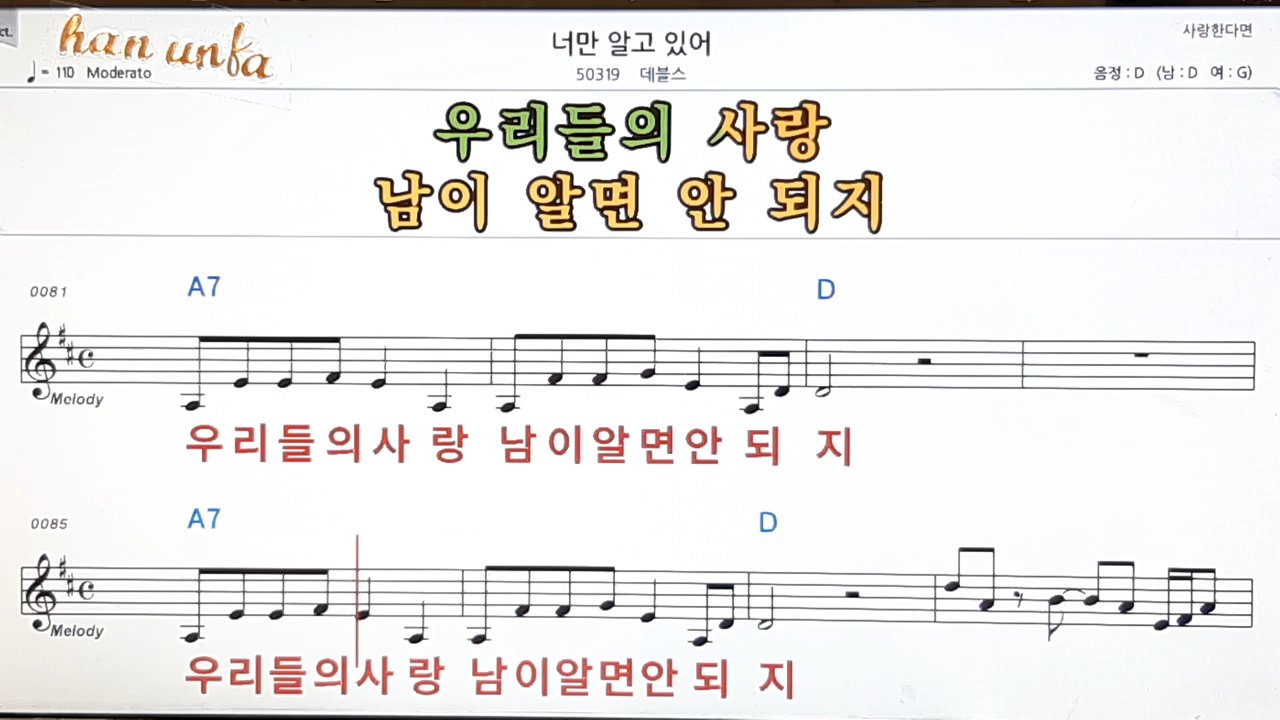 ct.
han unfa
너만 알고 있어
사랑한다면
♩= 110 Moderato
50319 데블스
음정 : D (남 : D 여 : G)
우리들의 사랑
남이 알면 안 되지
0081
A7 D
Melody
우리들의사 랑 남이알면안 되 지
0085
A7 D
Melody
우리들의사 랑 남이알면안 되 지